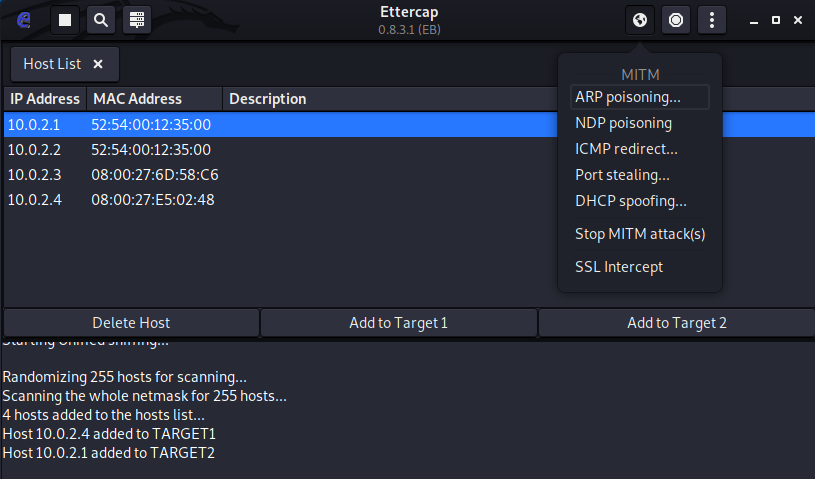 Ettercap
0.8.3.1 (EB)
Host List
MITM
ARP poisoning...
NDP poisoning
ICMP redirect...
Port stealing...
DHCP spoofing...
Stop MITM attack(s)
SSL Intercept
IP Address MAC Address Description
10.0.2.1 52:54:00:12:35:00
10.0.2.2 52:54:00:12:35:00
10.0.2.3 08:00:27:6D:58:C6
10.0.2.4 08:00:27:E5:02:48
Delete Host Add to Target 1 Add to Target 2
Starting Unified sniffing...
Randomizing 255 hosts for scanning...
Scanning the whole netmask for 255 hosts...
4 hosts added to the hosts list...
Host 10.0.2.4 added to TARGET1
Host 10.0.2.1 added to TARGET2